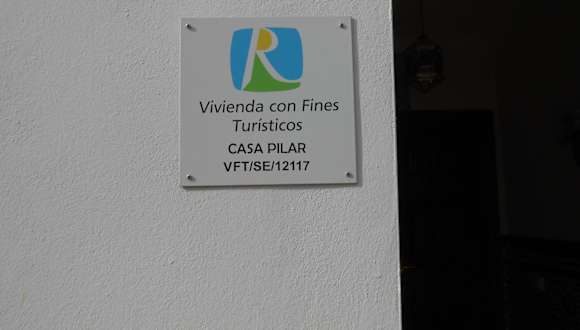 R
Vivienda con Fines
Turísticos
CASA PILAR
VFT/SE/12117